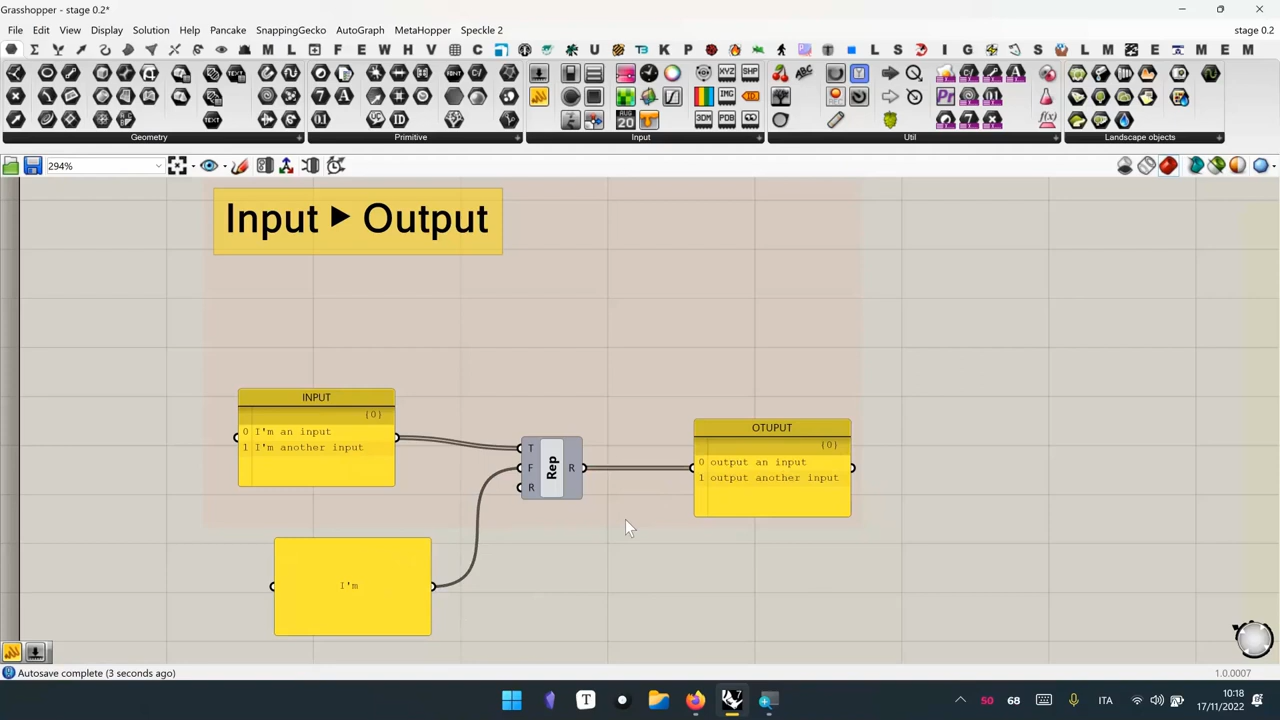 Grasshopper - stage 0.2*
File Edit View Display Solution Help Pancake SnappingGecko AutoGraph MetaHopper Speckle 2
stage 0.2
Geometry Primitive Input Util Landscape objects
294%
Input ▶ Output
INPUT
{0}
0 I'm an input
1 I'm another input
T
F
R
Rep
R
OTUPUT
{0}
0 output an input
1 output another input
I'm
Autosave complete (3 seconds ago)
1.0.0007
50 68 ITA
10:18
17/11/2022